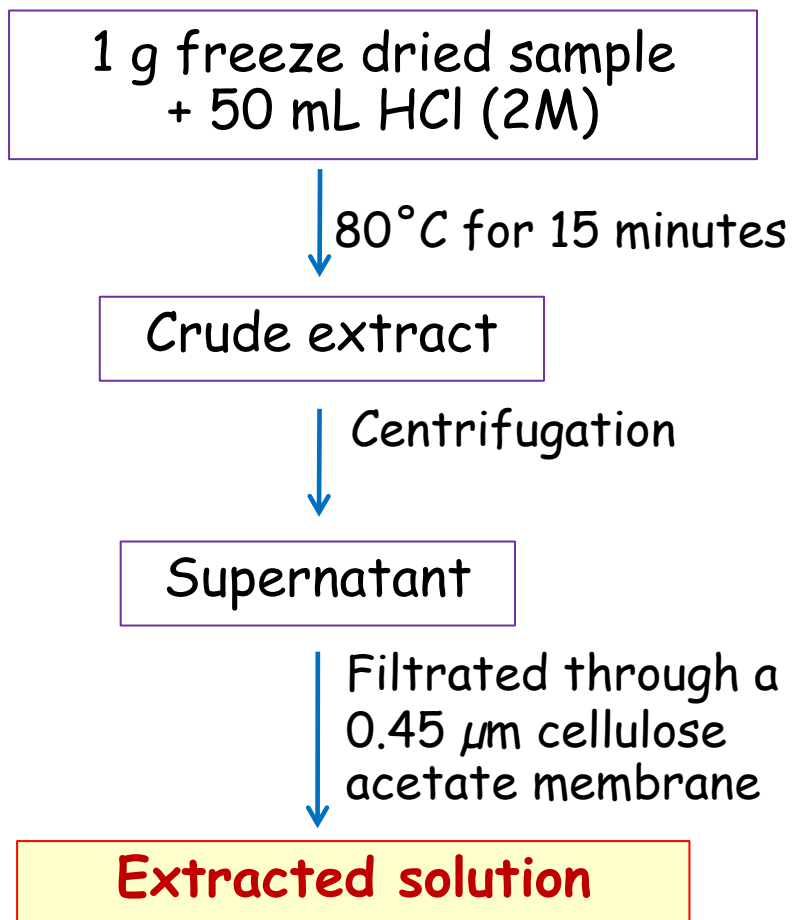 1 g freeze dried sample
+ 50 mL HCl (2M)
80°C for 15 minutes
Crude extract
Centrifugation
Supernatant
Filtrated through a
0.45 µm cellulose
acetate membrane
Extracted solution